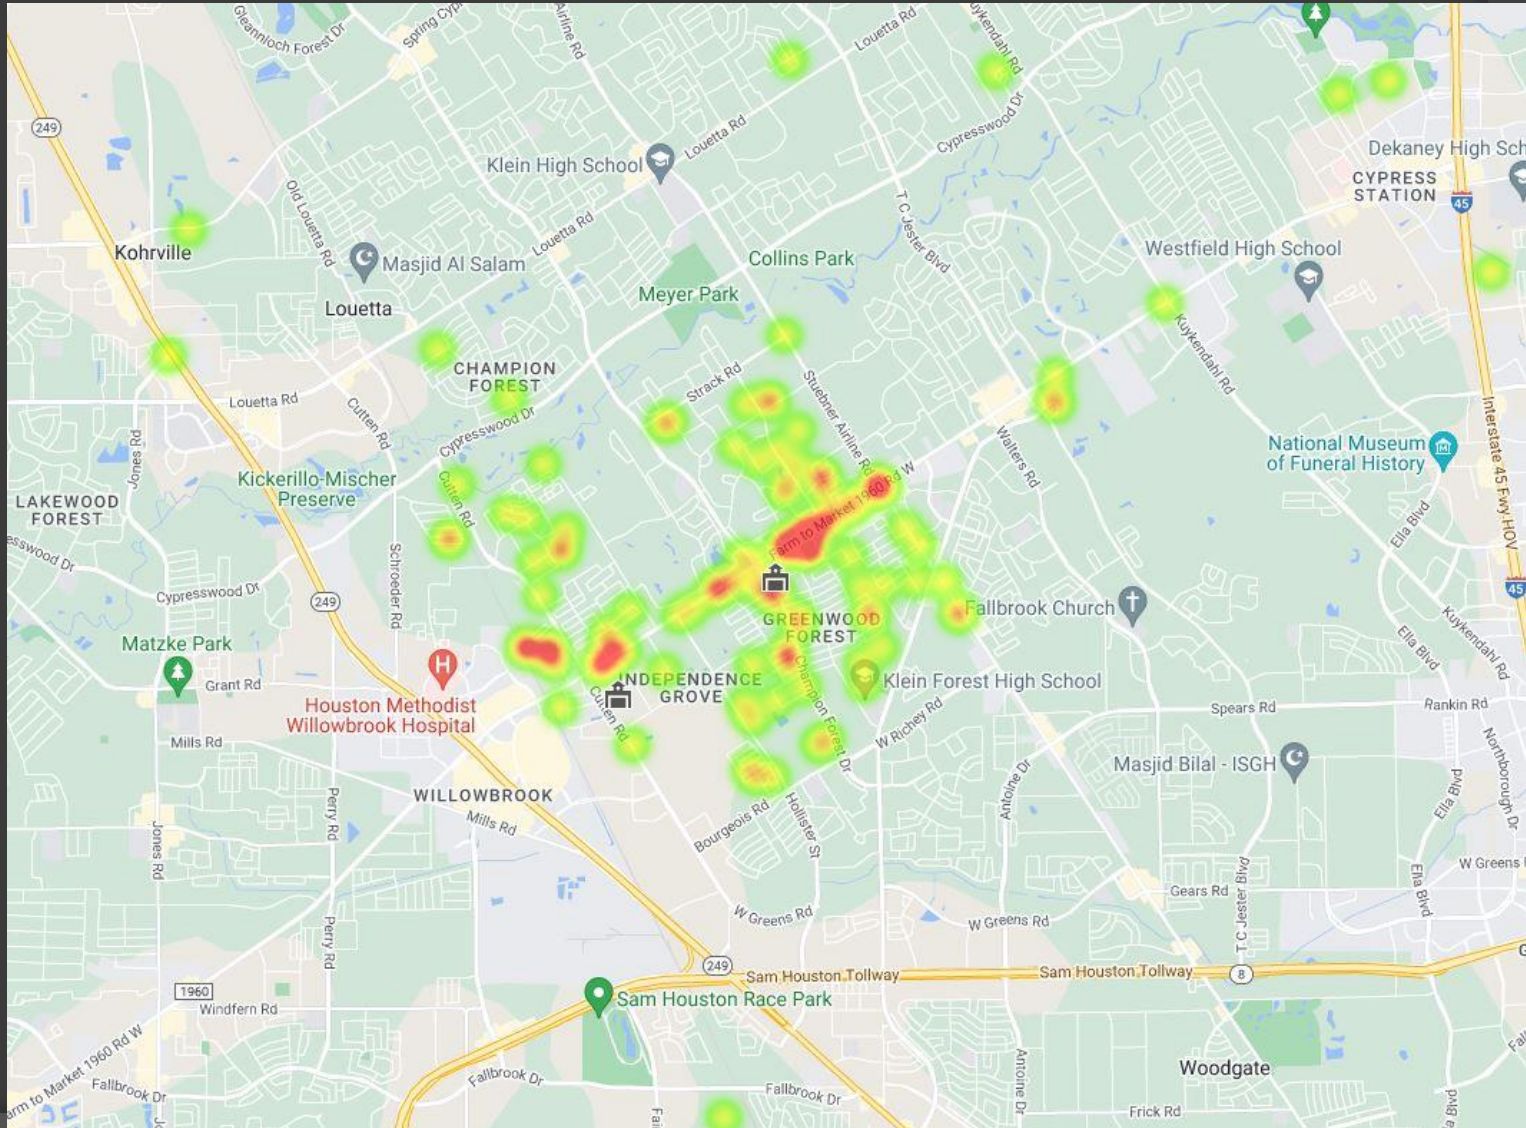 Gleannloch Forest Dr
Spring Cyp
Airline Rd
Louetta Rd
uykendahl Rd
249
Klein High School
Louetta Rd
Cypresswood Dr
Dekaney High Sch
CYPRESS
STATION
45
Old Louetta Rd
Louetta Rd
T C Jester Blvd
Kohrville
Masjid Al Salam
Collins Park
Westfield High School
Meyer Park
Louetta
Kuykendahl Rd
CHAMPION
FOREST
Strack Rd
Stuebner Airline Rd
Louetta Rd
Cutten Rd
Cypresswood Dr
Interstate 45 Fwy HOV
Jones Rd
Walters Rd
National Museum
of Funeral History
Kickerillo-Mischer
Preserve
Cutten Rd
LAKEWOOD
FOREST
Farm to Market 1960 Rd W
Ella Blvd
esswood Dr
Schroeder Rd
Cypresswood Dr
249
45
GREENWOOD
FOREST
Fallbrook Church
Kuykendahl Rd
Ella Blvd
Matzke Park
Grant Rd
H
Houston Methodist
Willowbrook Hospital
INDEPENDENCE
GROVE
Cutten Rd
Champion Forest Dr
Klein Forest High School
W Richey Rd
Spears Rd
Rankin Rd
Mills Rd
Northborough Dr
Masjid Bilal - ISGH
Antoine Dr
Ella Blvd
WILLOWBROOK
Perry Rd
Mills Rd
Bourgeois Rd
Hollister St
Jones Rd
W Greens
Gears Rd
T C Jester Blvd
Ella Blvd
W Greens Rd
W Greens Rd
Perry Rd
249
Sam Houston Tollway
Sam Houston Tollway
8
1960
Windfern Rd
Sam Houston Race Park
arm to Market 1960 Rd W
Fallbrook Dr
Fallbrook Dr
Fallbrook Dr
Antoine Dr
Woodgate
Frick Rd
Fai